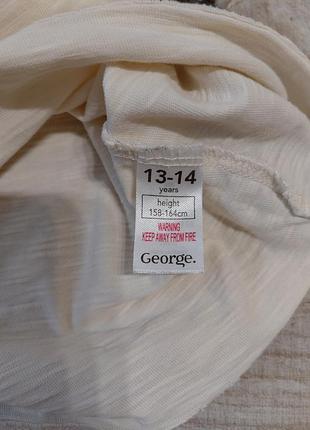 13-14
years
height
158-164cm
WARNING
KEEP AWAY FROM FIRE
George.